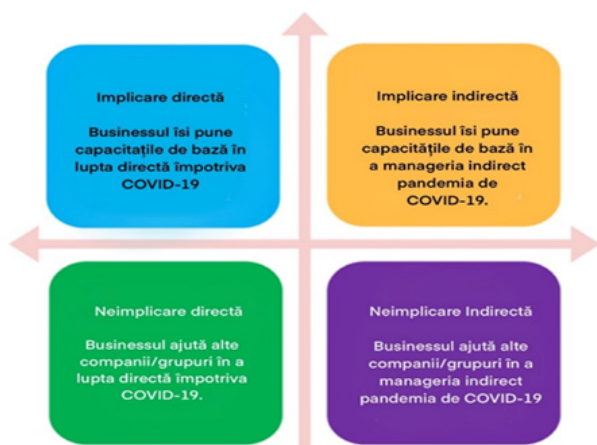 Implicare directă
Businessul își pune
capacitațile de bază în
lupta directă împotriva
COVID-19
Implicare indirectă
Businessul își pune
capacitățile de bază în
a manageria indirect
pandemia de
COVID-19.
Neimplicare directă
Businessul ajută alte
companii/grupuri în a
lupta directă împotriva
COVID-19.
Neimplicare Indirectă
Businessul ajută alte
companii/grupuri în a
manageria indirect
pandemia de COVID-19